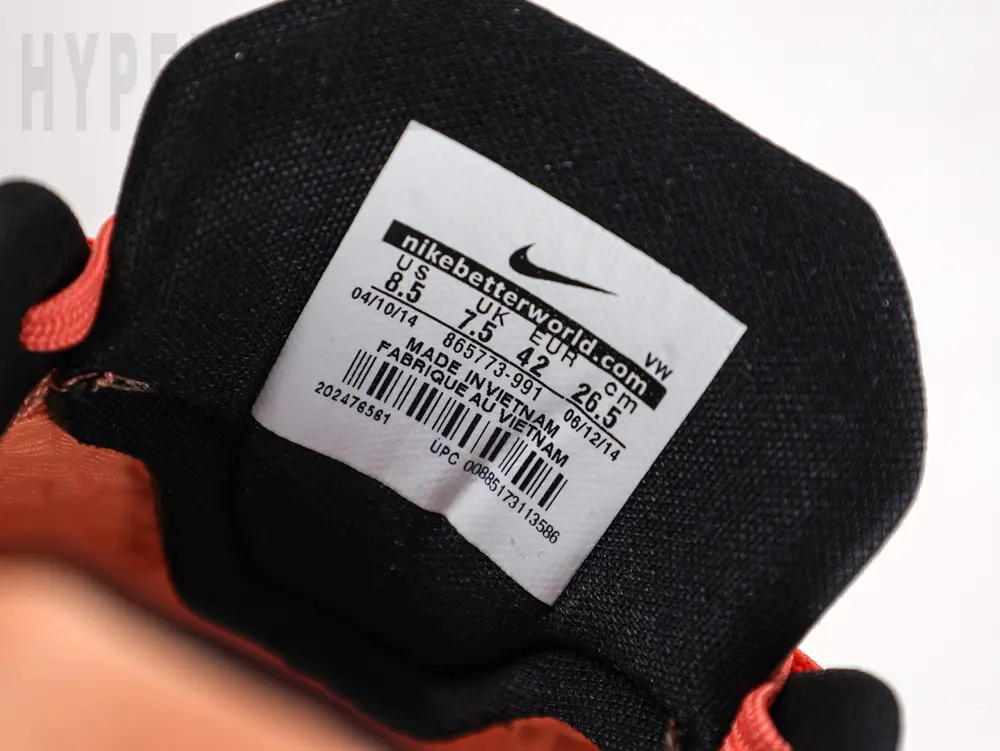 HYPE
nikebetterworld.com
VW
US UK EUR cm
8.5 7.5 42 26.5
04/10/14 865773-991 06/12/14
MADE IN VIETNAM
FABRIQUE AU VIETNAM
202476561
UPC 00885173113586